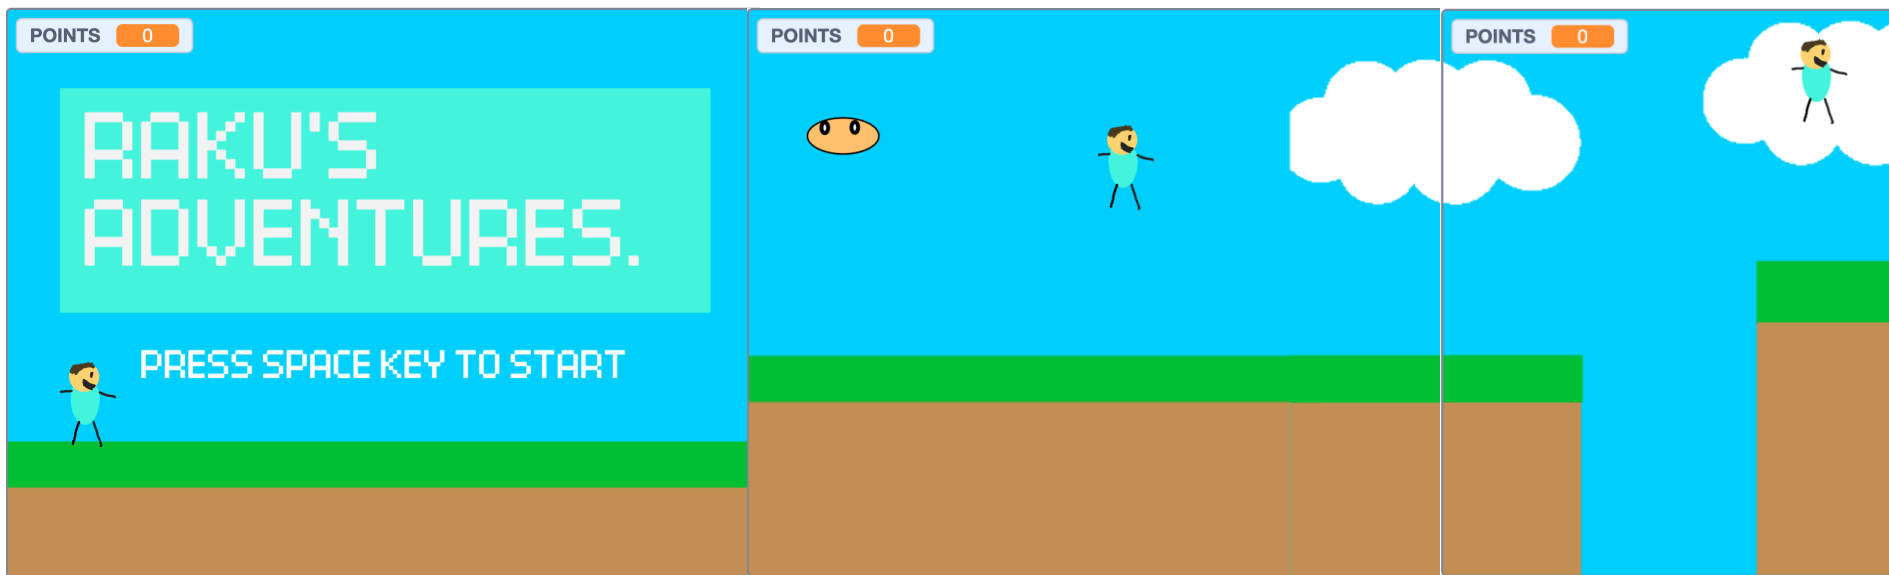 POINTS 0
RAKU'S
ADVENTURES.
PRESS SPACE KEY TO START
POINTS 0
POINTS 0